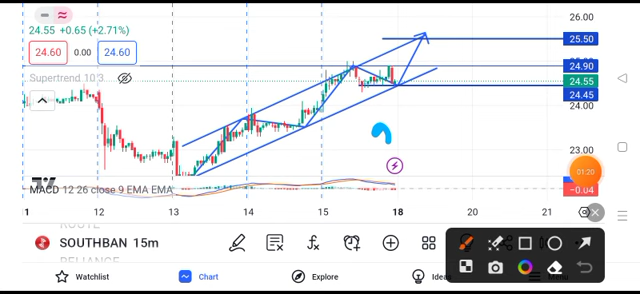 24.55 +0.65 (+2.71%)
24.60 0.00 24.60
Supertrend 10 3
26.00
25.50
24.90
24.55
24.45
24.00
23.00
01:20
-0.04
MACD 12 26 close 9 EMA EMA
1 12 13 14 15 18 20 21
ROUTE
SOUTHBAN 15m
RELIANCE
Watchlist Chart Explore Ideas Menu